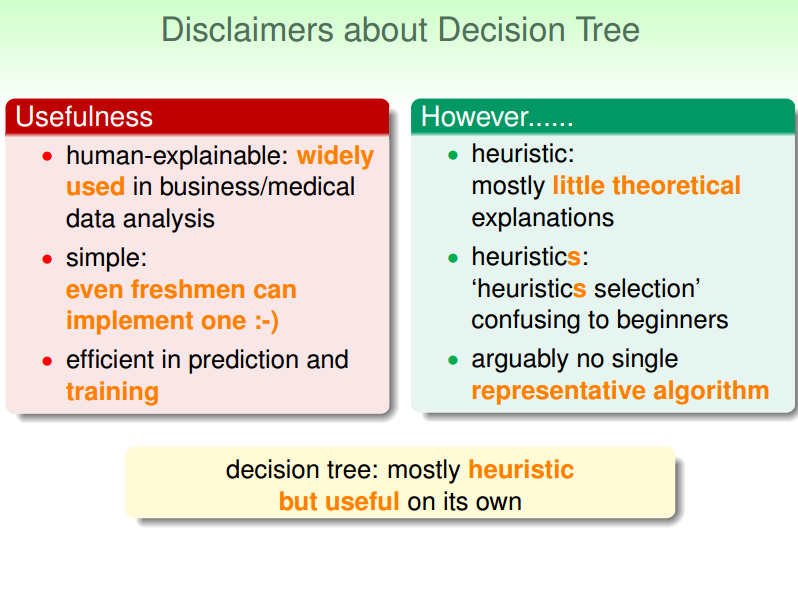 Disclaimers about Decision Tree
Usefulness
• human-explainable: widely
used in business/medical
data analysis
• simple:
even freshmen can
implement one :-)
• efficient in prediction and
training
However......
• heuristic:
mostly little theoretical
explanations
• heuristics:
‘heuristics selection’
confusing to beginners
• arguably no single
representative algorithm
decision tree: mostly heuristic
but useful on its own